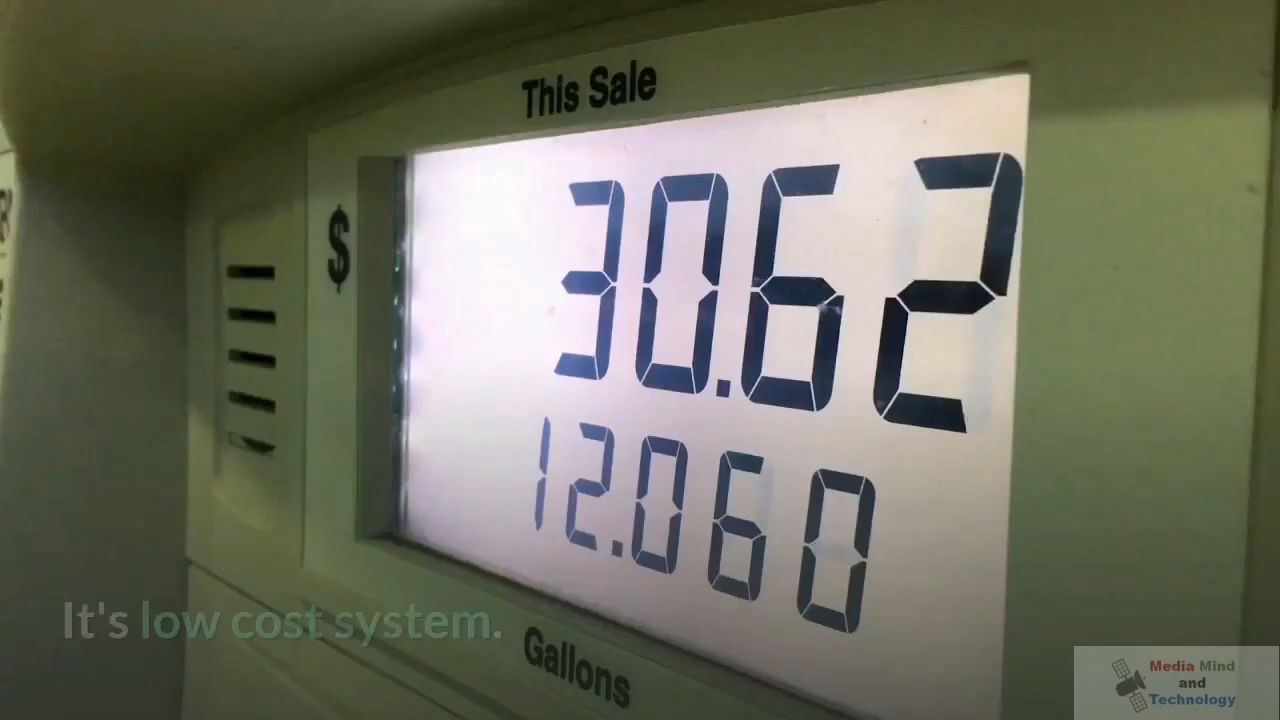 This Sale
$
30.62
12.060
Gallons
It's low cost system.
Media Mind
and
Technology